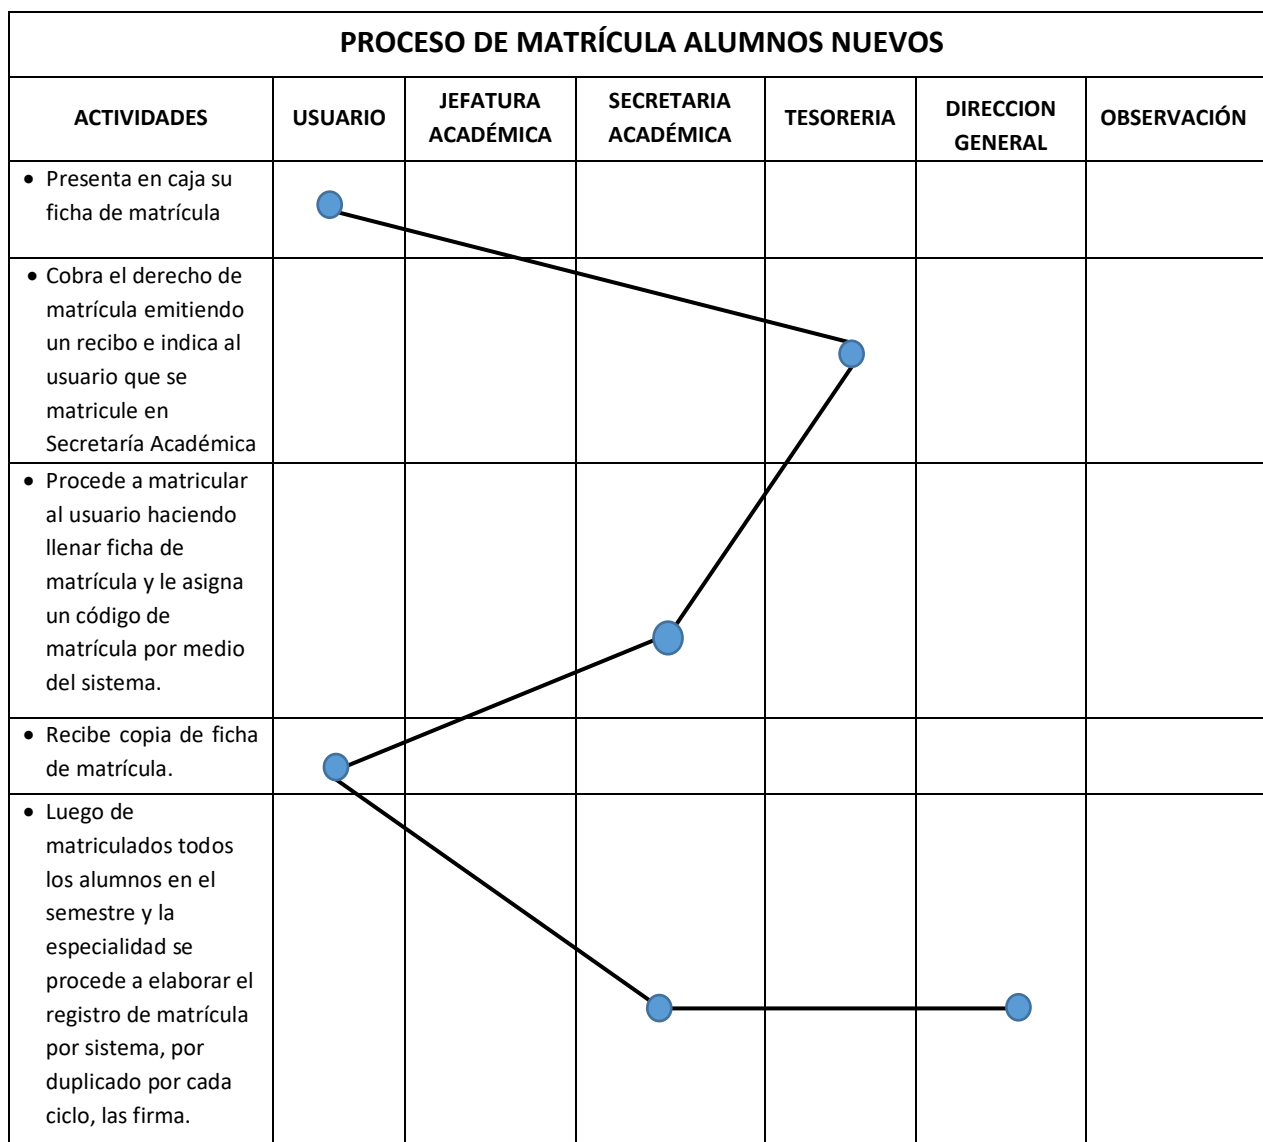 PROCESO DE MATRÍCULA ALUMNOS NUEVOS
ACTIVIDADES
USUARIO
JEFATURA
ACADÉMICA
SECRETARIA
ACADÉMICA
TESORERIA
DIRECCION
GENERAL
OBSERVACIÓN
• Presenta en caja su
ficha de matrícula
• Cobra el derecho de
matrícula emitiendo
un recibo e indica al
usuario que se
matricule en
Secretaría Académica
• Procede a matricular
al usuario haciendo
llenar ficha de
matrícula y le asigna
un código de
matrícula por medio
del sistema.
• Recibe copia de ficha
de matrícula.
• Luego de
matriculados todos
los alumnos en el
semestre y la
especialidad se
procede a elaborar el
registro de matrícula
por sistema, por
duplicado por cada
ciclo, las firma.